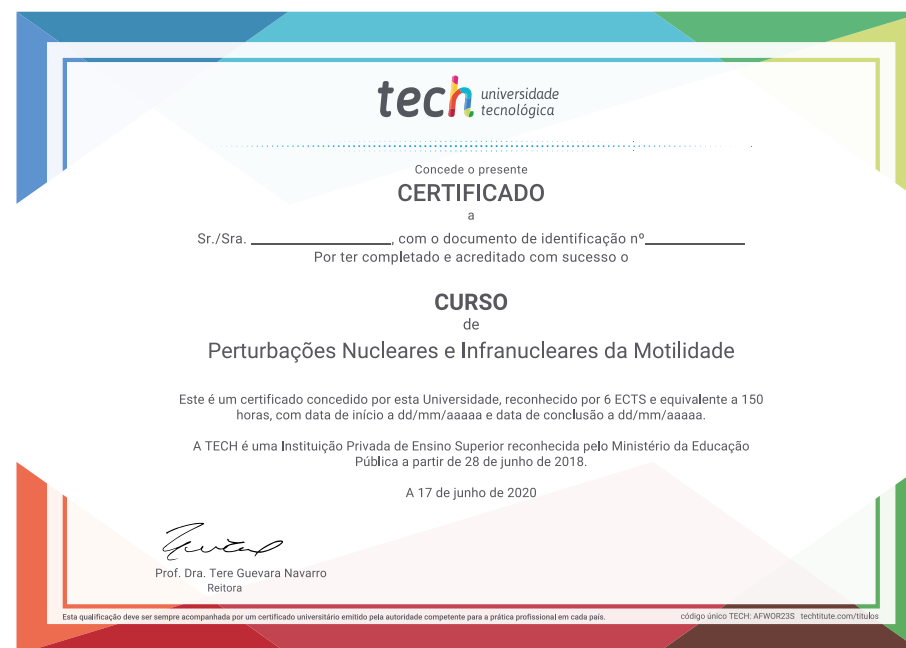 tech universidade
tecnológica
Concede o presente
CERTIFICADO
a
Sr./Sra. ____________________, com o documento de identificação nº______________
Por ter completado e acreditado com sucesso o
CURSO
de
Perturbações Nucleares e Infranucleares da Motilidade
Este é um certificado concedido por esta Universidade, reconhecido por 6 ECTS e equivalente a 150
horas, com data de início a dd/mm/aaaaa e data de conclusão a dd/mm/aaaaa.
A TECH é uma Instituição Privada de Ensino Superior reconhecida pelo Ministério da Educação
Pública a partir de 28 de junho de 2018.
A 17 de junho de 2020
Prof. Dra. Tere Guevara Navarro
Reitora
Esta qualificação deve ser sempre acompanhada por um certificado universitário emitido pela autoridade competente para a prática profissional em cada país.
código único TECH: AFWOR23S techtitute.com/titulos